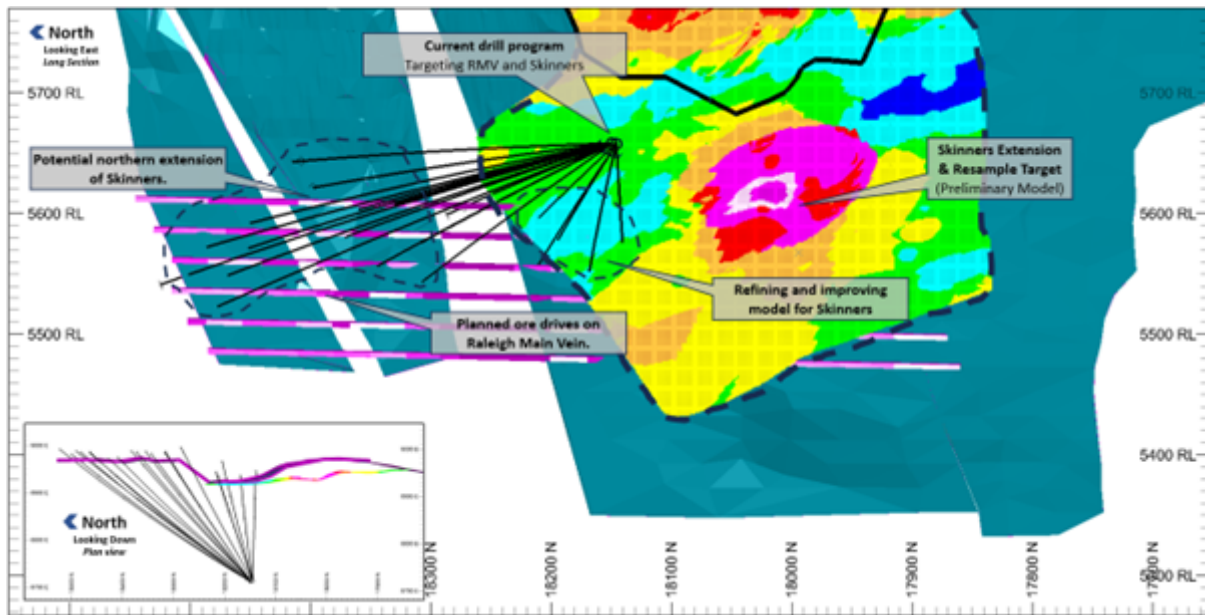 North
Looking East
Long Section
Current drill program
Targeting RMV and Skinners
5700 RL
5700 RL
Potential northern extension
of Skinners.
Skinners Extension
& Resample Target
(Preliminary Model)
5600 RL
5600 RL
Refining and improving
model for Skinners
Planned ore drives on
Raleigh Main Vein.
5500 RL
5500 RL
5400 RL
5400 RL
North
Looking Down
Plan view
18300 N
18200 N
18100 N
18000 N
17900 N
17800 N